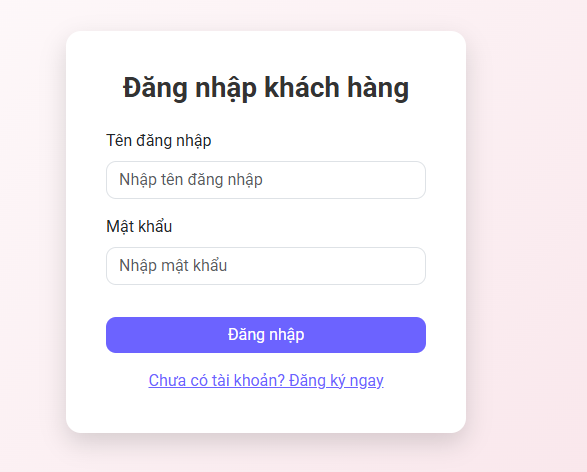 Đăng nhập khách hàng
Tên đăng nhập
Nhập tên đăng nhập
Mật khẩu
Nhập mật khẩu
Đăng nhập
Chưa có tài khoản? Đăng ký ngay